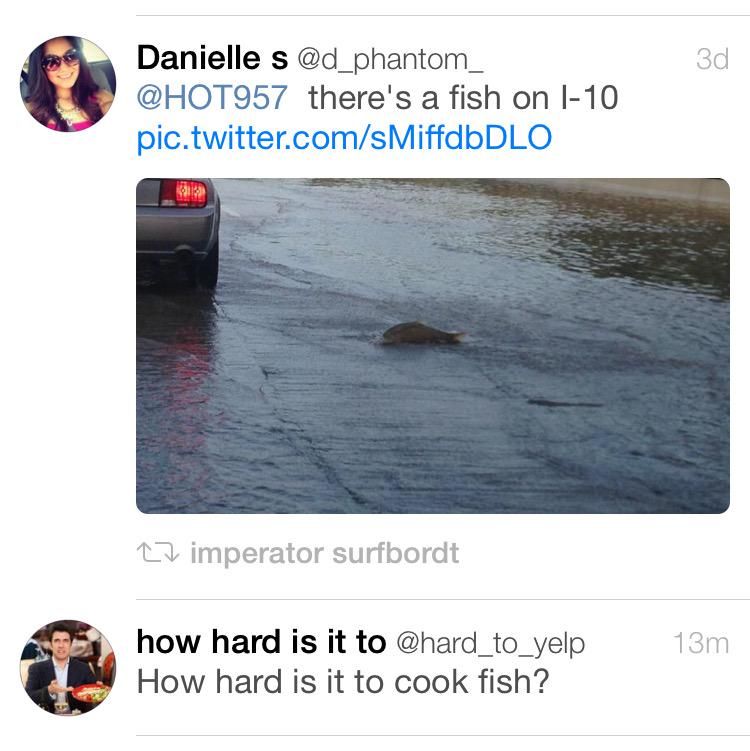 Danielle s @d_phantom_ 3d
@HOT957 there's a fish on I-10
pic.twitter.com/sMiffdbDLO
imperator surfbordt
how hard is it to @hard_to_yelp 13m
How hard is it to cook fish?